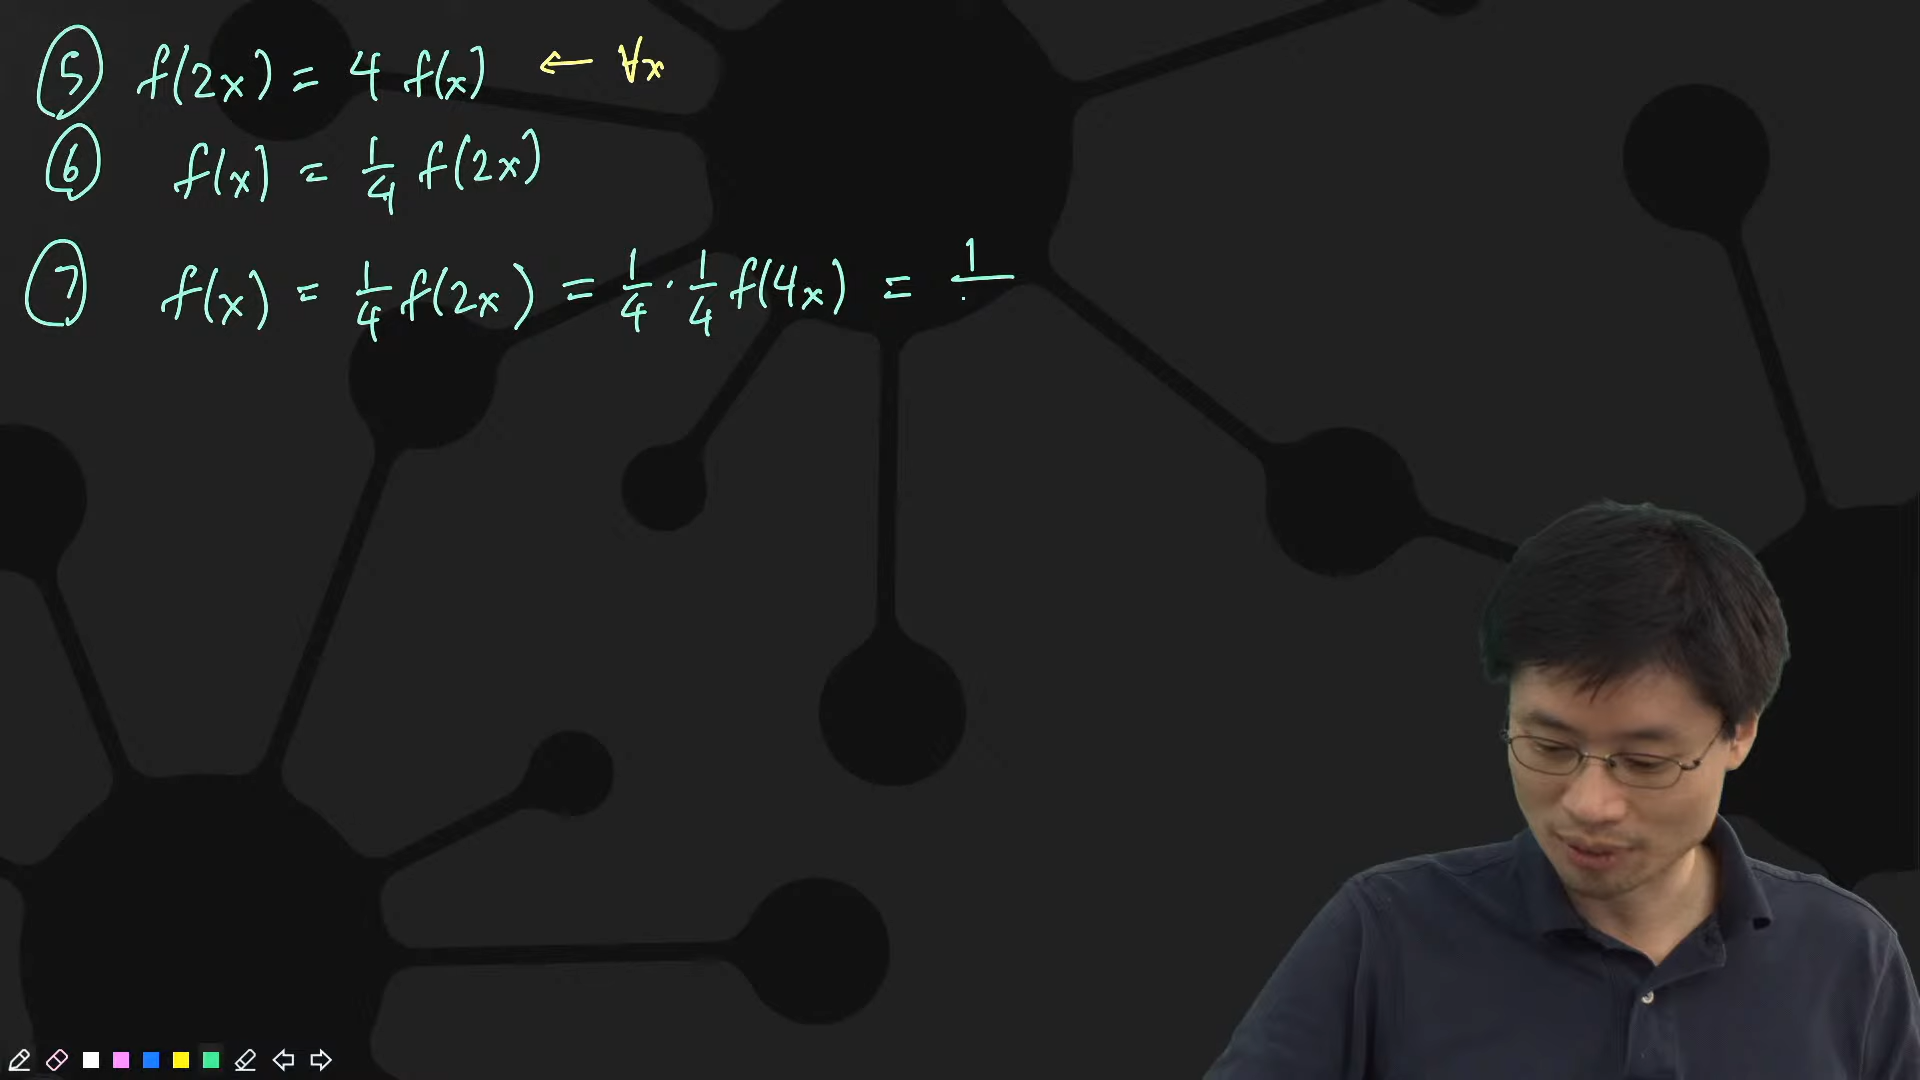 ⑤ f(2x) = 4 f(x) ← ∀x
⑥ f(x) = 1/4 f(2x)
⑦ f(x) = 1/4 f(2x) = 1/4 · 1/4 f(4x) = 1/